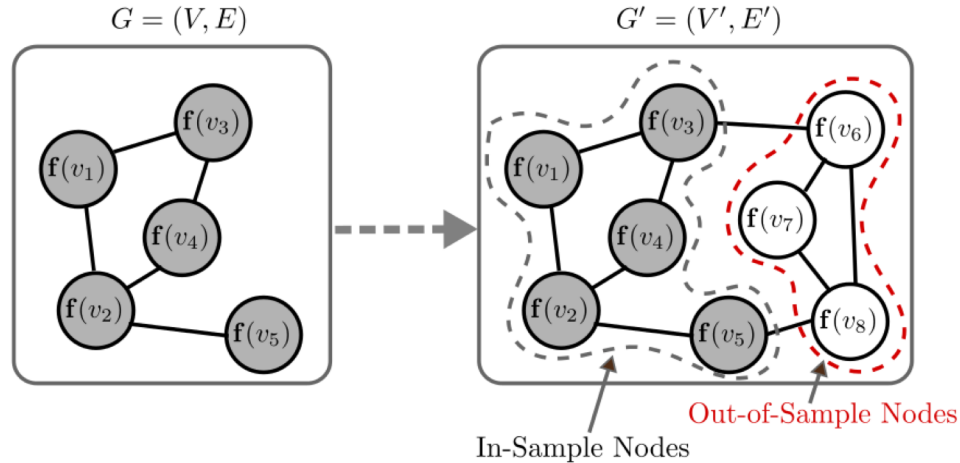 G = (V, E)
f(v₁)
f(v₃)
f(v₄)
f(v₂)
f(v₅)
G′ = (V′, E′)
f(v₁)
f(v₃)
f(v₆)
f(v₄)
f(v₇)
f(v₂)
f(v₅)
f(v₈)
Out-of-Sample Nodes
In-Sample Nodes